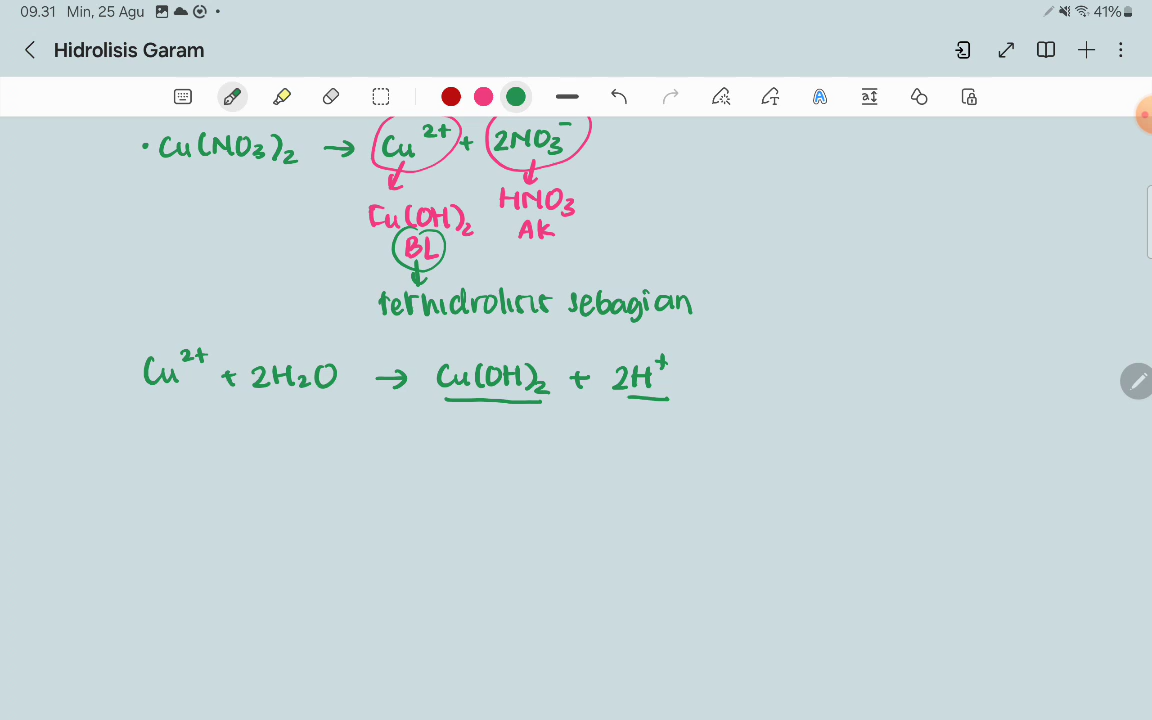 09.31 Min, 25 Agu
41%
Hidrolisis Garam
• Cu(NO₃)₂ → Cu²⁺ + 2NO₃⁻
Cu(OH)₂ HNO₃
BL AK
terhidrolisis sebagian
Cu²⁺ + 2H₂O → Cu(OH)₂ + 2H⁺